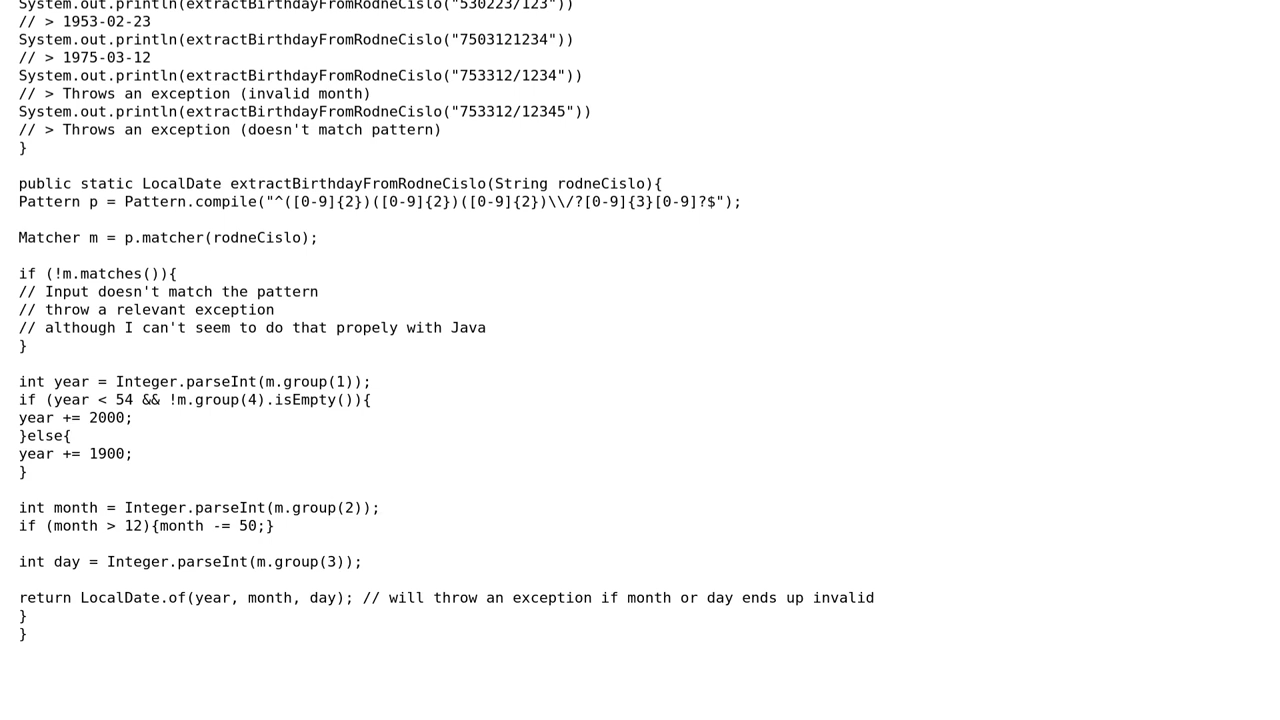 System.out.println(extractBirthdayFromRodneCislo("530223/123"))
// > 1953-02-23
System.out.println(extractBirthdayFromRodneCislo("7503121234"))
// > 1975-03-12
System.out.println(extractBirthdayFromRodneCislo("753312/1234"))
// > Throws an exception (invalid month)
System.out.println(extractBirthdayFromRodneCislo("753312/12345"))
// > Throws an exception (doesn't match pattern)
}
public static LocalDate extractBirthdayFromRodneCislo(String rodneCislo){
Pattern p = Pattern.compile("^([0-9]{2})([0-9]{2})([0-9]{2})\\/?[0-9]{3}[0-9]?$");
Matcher m = p.matcher(rodneCislo);
if (!m.matches()){
// Input doesn't match the pattern
// throw a relevant exception
// although I can't seem to do that propely with Java
}
int year = Integer.parseInt(m.group(1));
if (year < 54 && !m.group(4).isEmpty()){
year += 2000;
}else{
year += 1900;
}
int month = Integer.parseInt(m.group(2));
if (month > 12){month -= 50;}
int day = Integer.parseInt(m.group(3));
return LocalDate.of(year, month, day); // will throw an exception if month or day ends up invalid
}
}